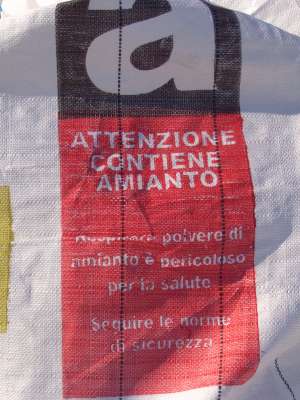 a
ATTENZIONE
CONTIENE
AMIANTO
Respirare polvere di
amianto è pericoloso
per la salute
Seguire le norme
di sicurezza